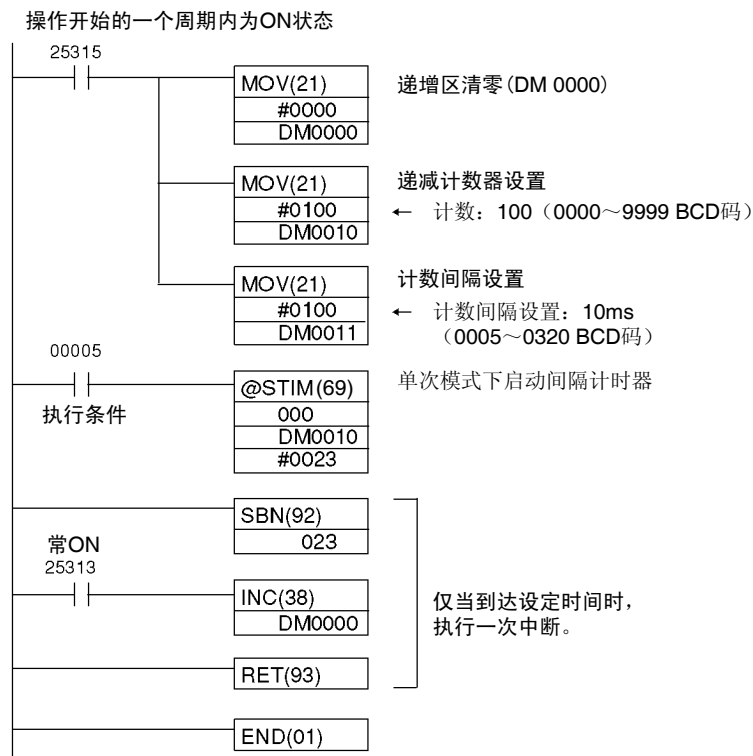 操作开始的一个周期内为ON状态
25315
MOV(21)
#0000
DM0000
递增区清零(DM 0000)
MOV(21)
#0100
DM0010
递减计数器设置
← 计数：100（0000～9999 BCD码）
MOV(21)
#0100
DM0011
计数间隔设置
← 计数间隔设置：10ms
（0005～0320 BCD码）
00005
执行条件
@STIM(69)
000
DM0010
#0023
单次模式下启动间隔计时器
SBN(92)
023
常ON
25313
INC(38)
DM0000
仅当到达设定时间时，
执行一次中断。
RET(93)
END(01)